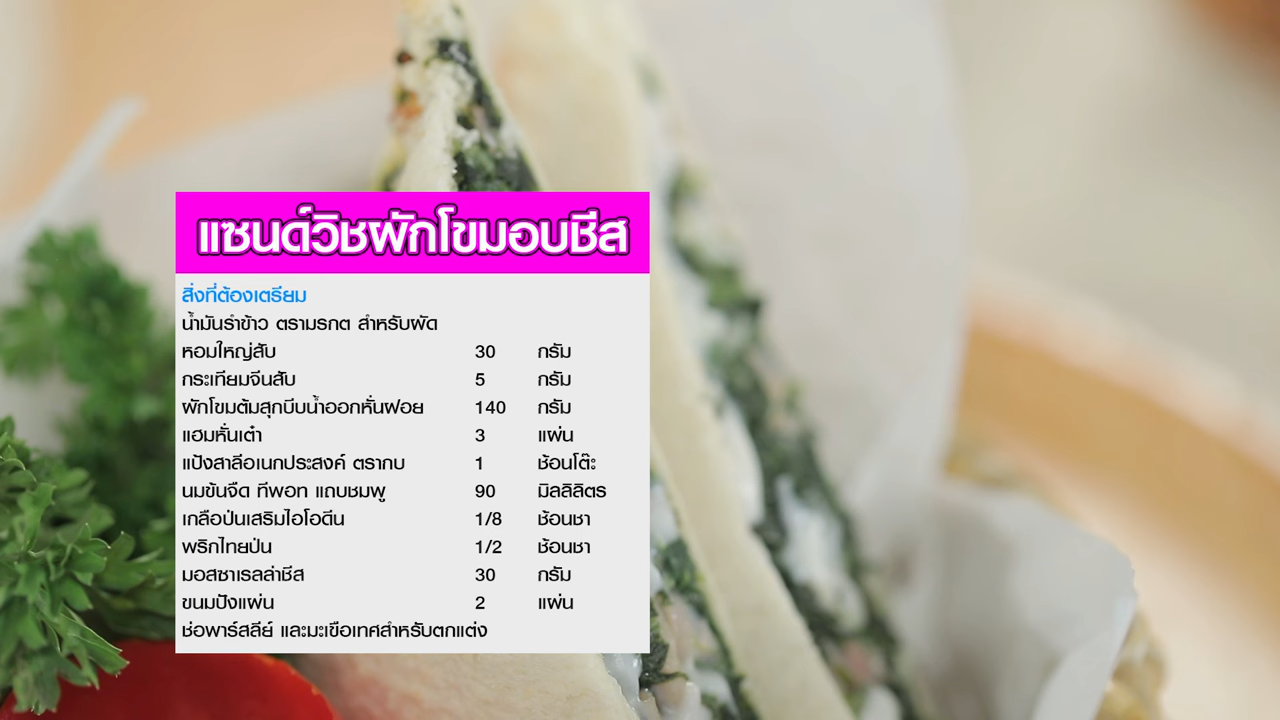 แซนด์วิชผักโขมอบชีส
สิ่งที่ต้องเตรียม
น้ำมันรำข้าว ตรามรกต สำหรับผัด
หอมใหญ่สับ 30 กรัม
กระเทียมจีนสับ 5 กรัม
ผักโขมต้มสุกบีบน้ำออกหั่นฝอย 140 กรัม
แฮมหั่นเต๋า 3 แผ่น
แป้งสาลีอเนกประสงค์ ตรากบ 1 ช้อนโต๊ะ
นมข้นจืด ทีพอท แถบชมพู 90 มิลลิลิตร
เกลือป่นเสริมไอโอดีน 1/8 ช้อนชา
พริกไทยป่น 1/2 ช้อนชา
มอสซาเรลล่าชีส 30 กรัม
ขนมปังแผ่น 2 แผ่น
ช่อพาร์สลีย์ และมะเขือเทศสำหรับตกแต่ง